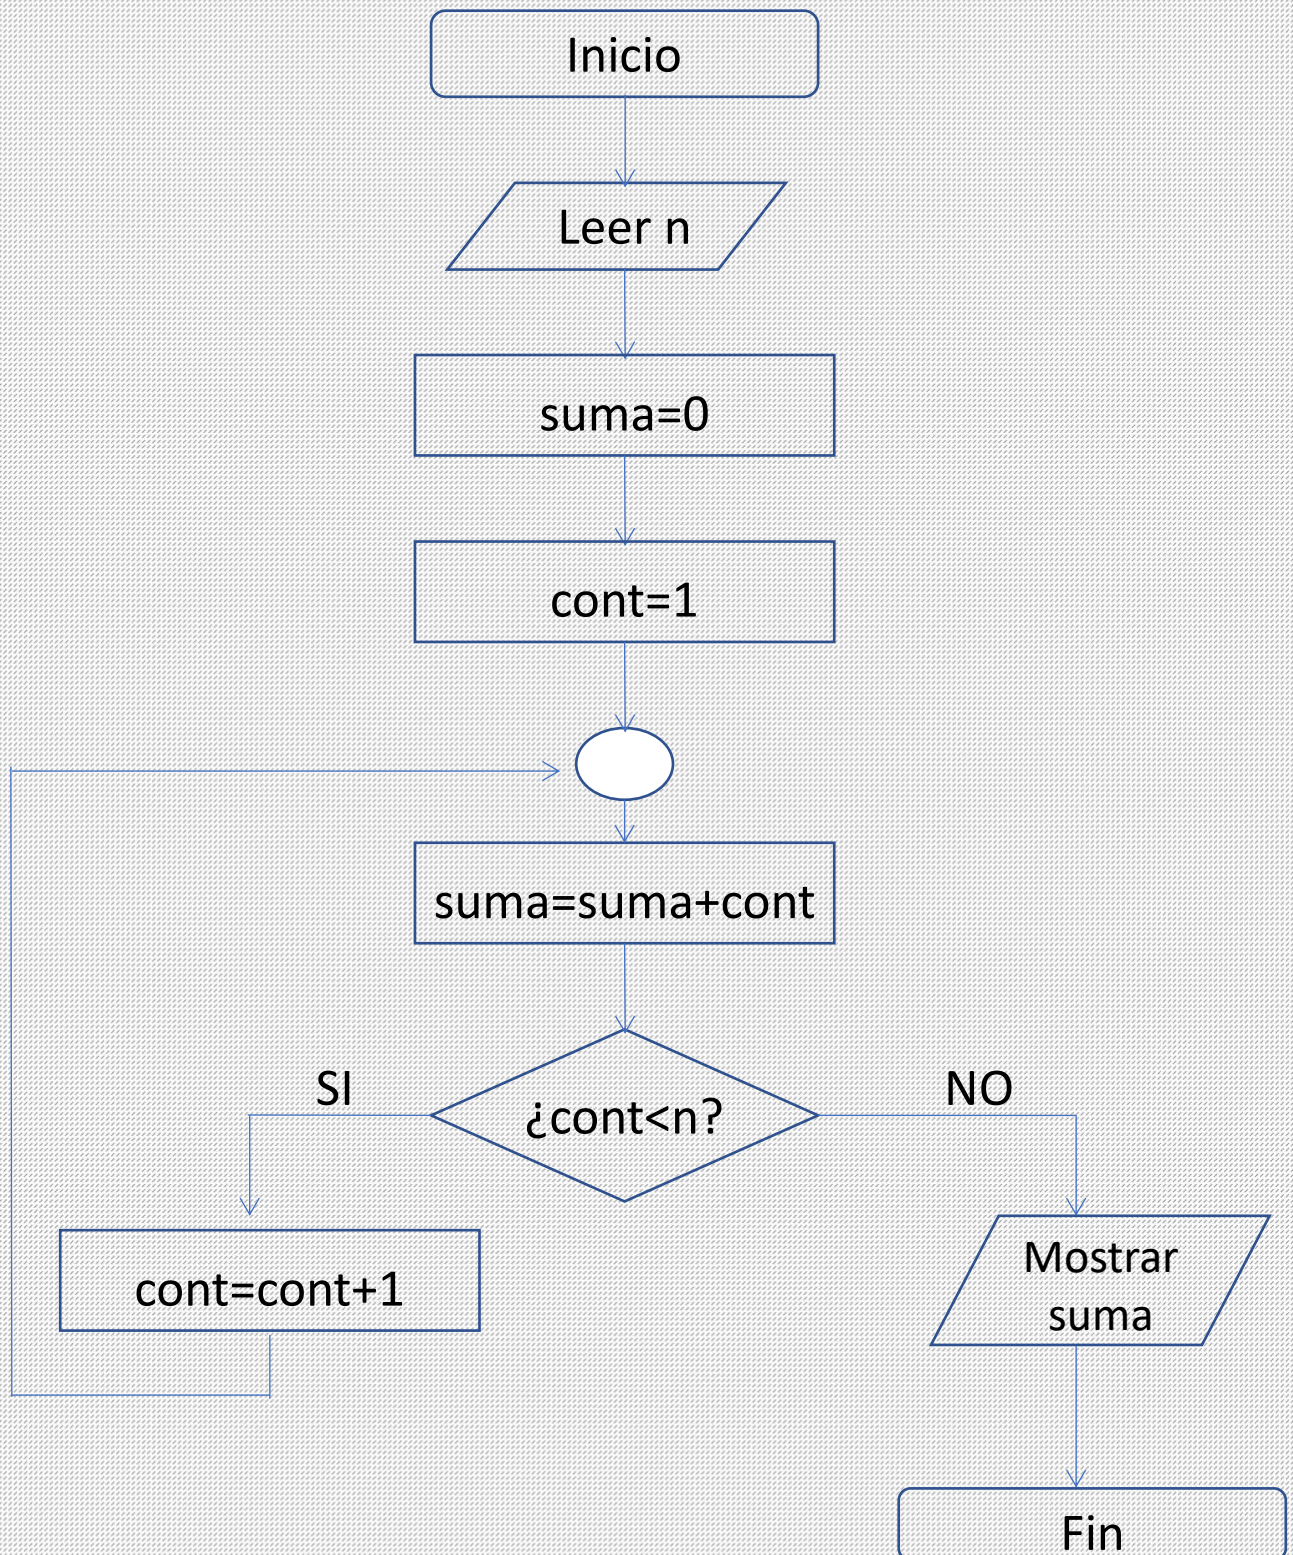 Inicio
Leer n
suma=0
cont=1
suma=suma+cont
SI
¿cont<n?
NO
cont=cont+1
Mostrar
suma
Fin